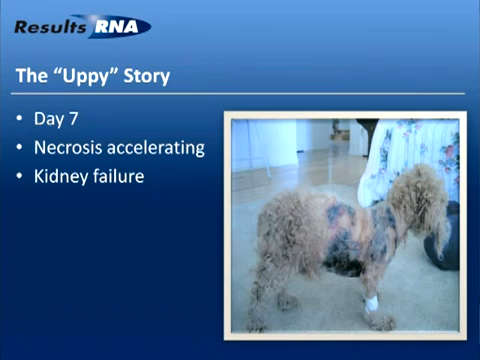 Results RNA
The “Uppy” Story
• Day 7
• Necrosis accelerating
• Kidney failure